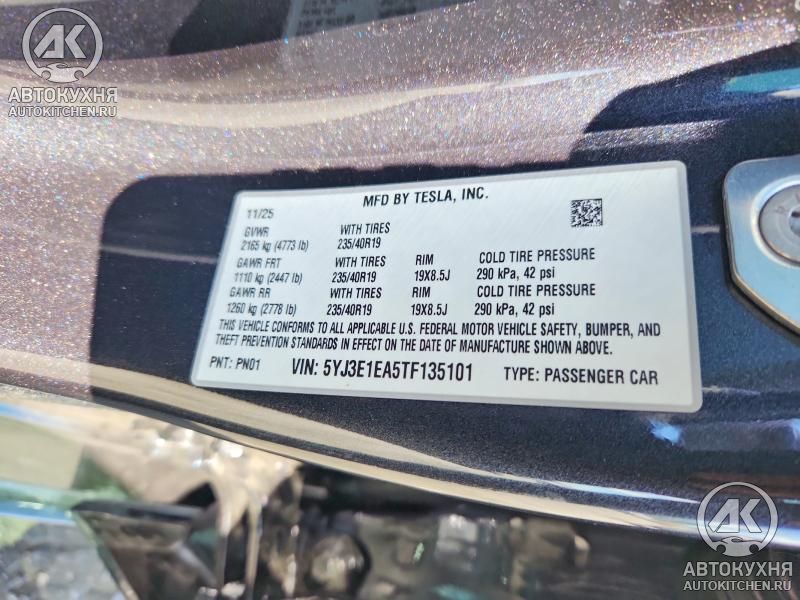 АК
АВТОКУХНЯ
AUTOKITCHEN.RU
MFD BY TESLA, INC.
11/25
GVWR WITH TIRES
2165 kg (4773 lb) 235/40R19
GAWR FRT WITH TIRES RIM COLD TIRE PRESSURE
1110 kg (2447 lb) 235/40R19 19X8.5J 290 kPa, 42 psi
GAWR RR WITH TIRES RIM COLD TIRE PRESSURE
1260 kg (2778 lb) 235/40R19 19X8.5J 290 kPa, 42 psi
THIS VEHICLE CONFORMS TO ALL APPLICABLE U.S. FEDERAL MOTOR VEHICLE SAFETY, BUMPER, AND
THEFT PREVENTION STANDARDS IN EFFECT ON THE DATE OF MANUFACTURE SHOWN ABOVE.
PNT: PN01 VIN: 5YJ3E1EA5TF135101 TYPE: PASSENGER CAR
АК
АВТОКУХНЯ
AUTOKITCHEN.RU